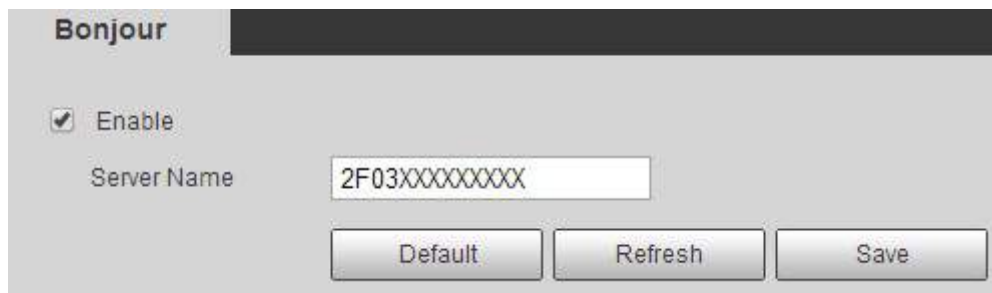 Bonjour
Enable
Server Name 2F03XXXXXXXXX
Default Refresh Save